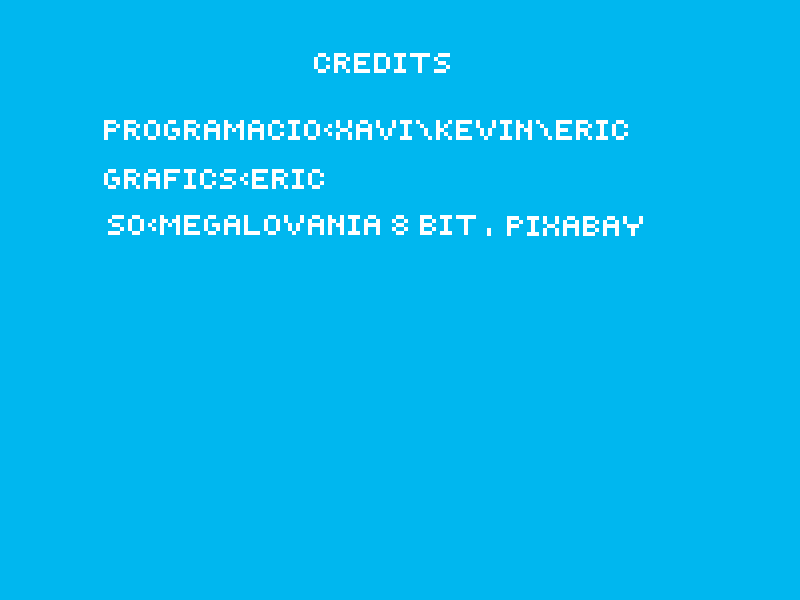 CREDITS
PROGRAMACIO<XAVI\KEVIN\ERIC
GRAFICS<ERIC
SO<MEGALOVANIA 8 BIT , PIXABAY